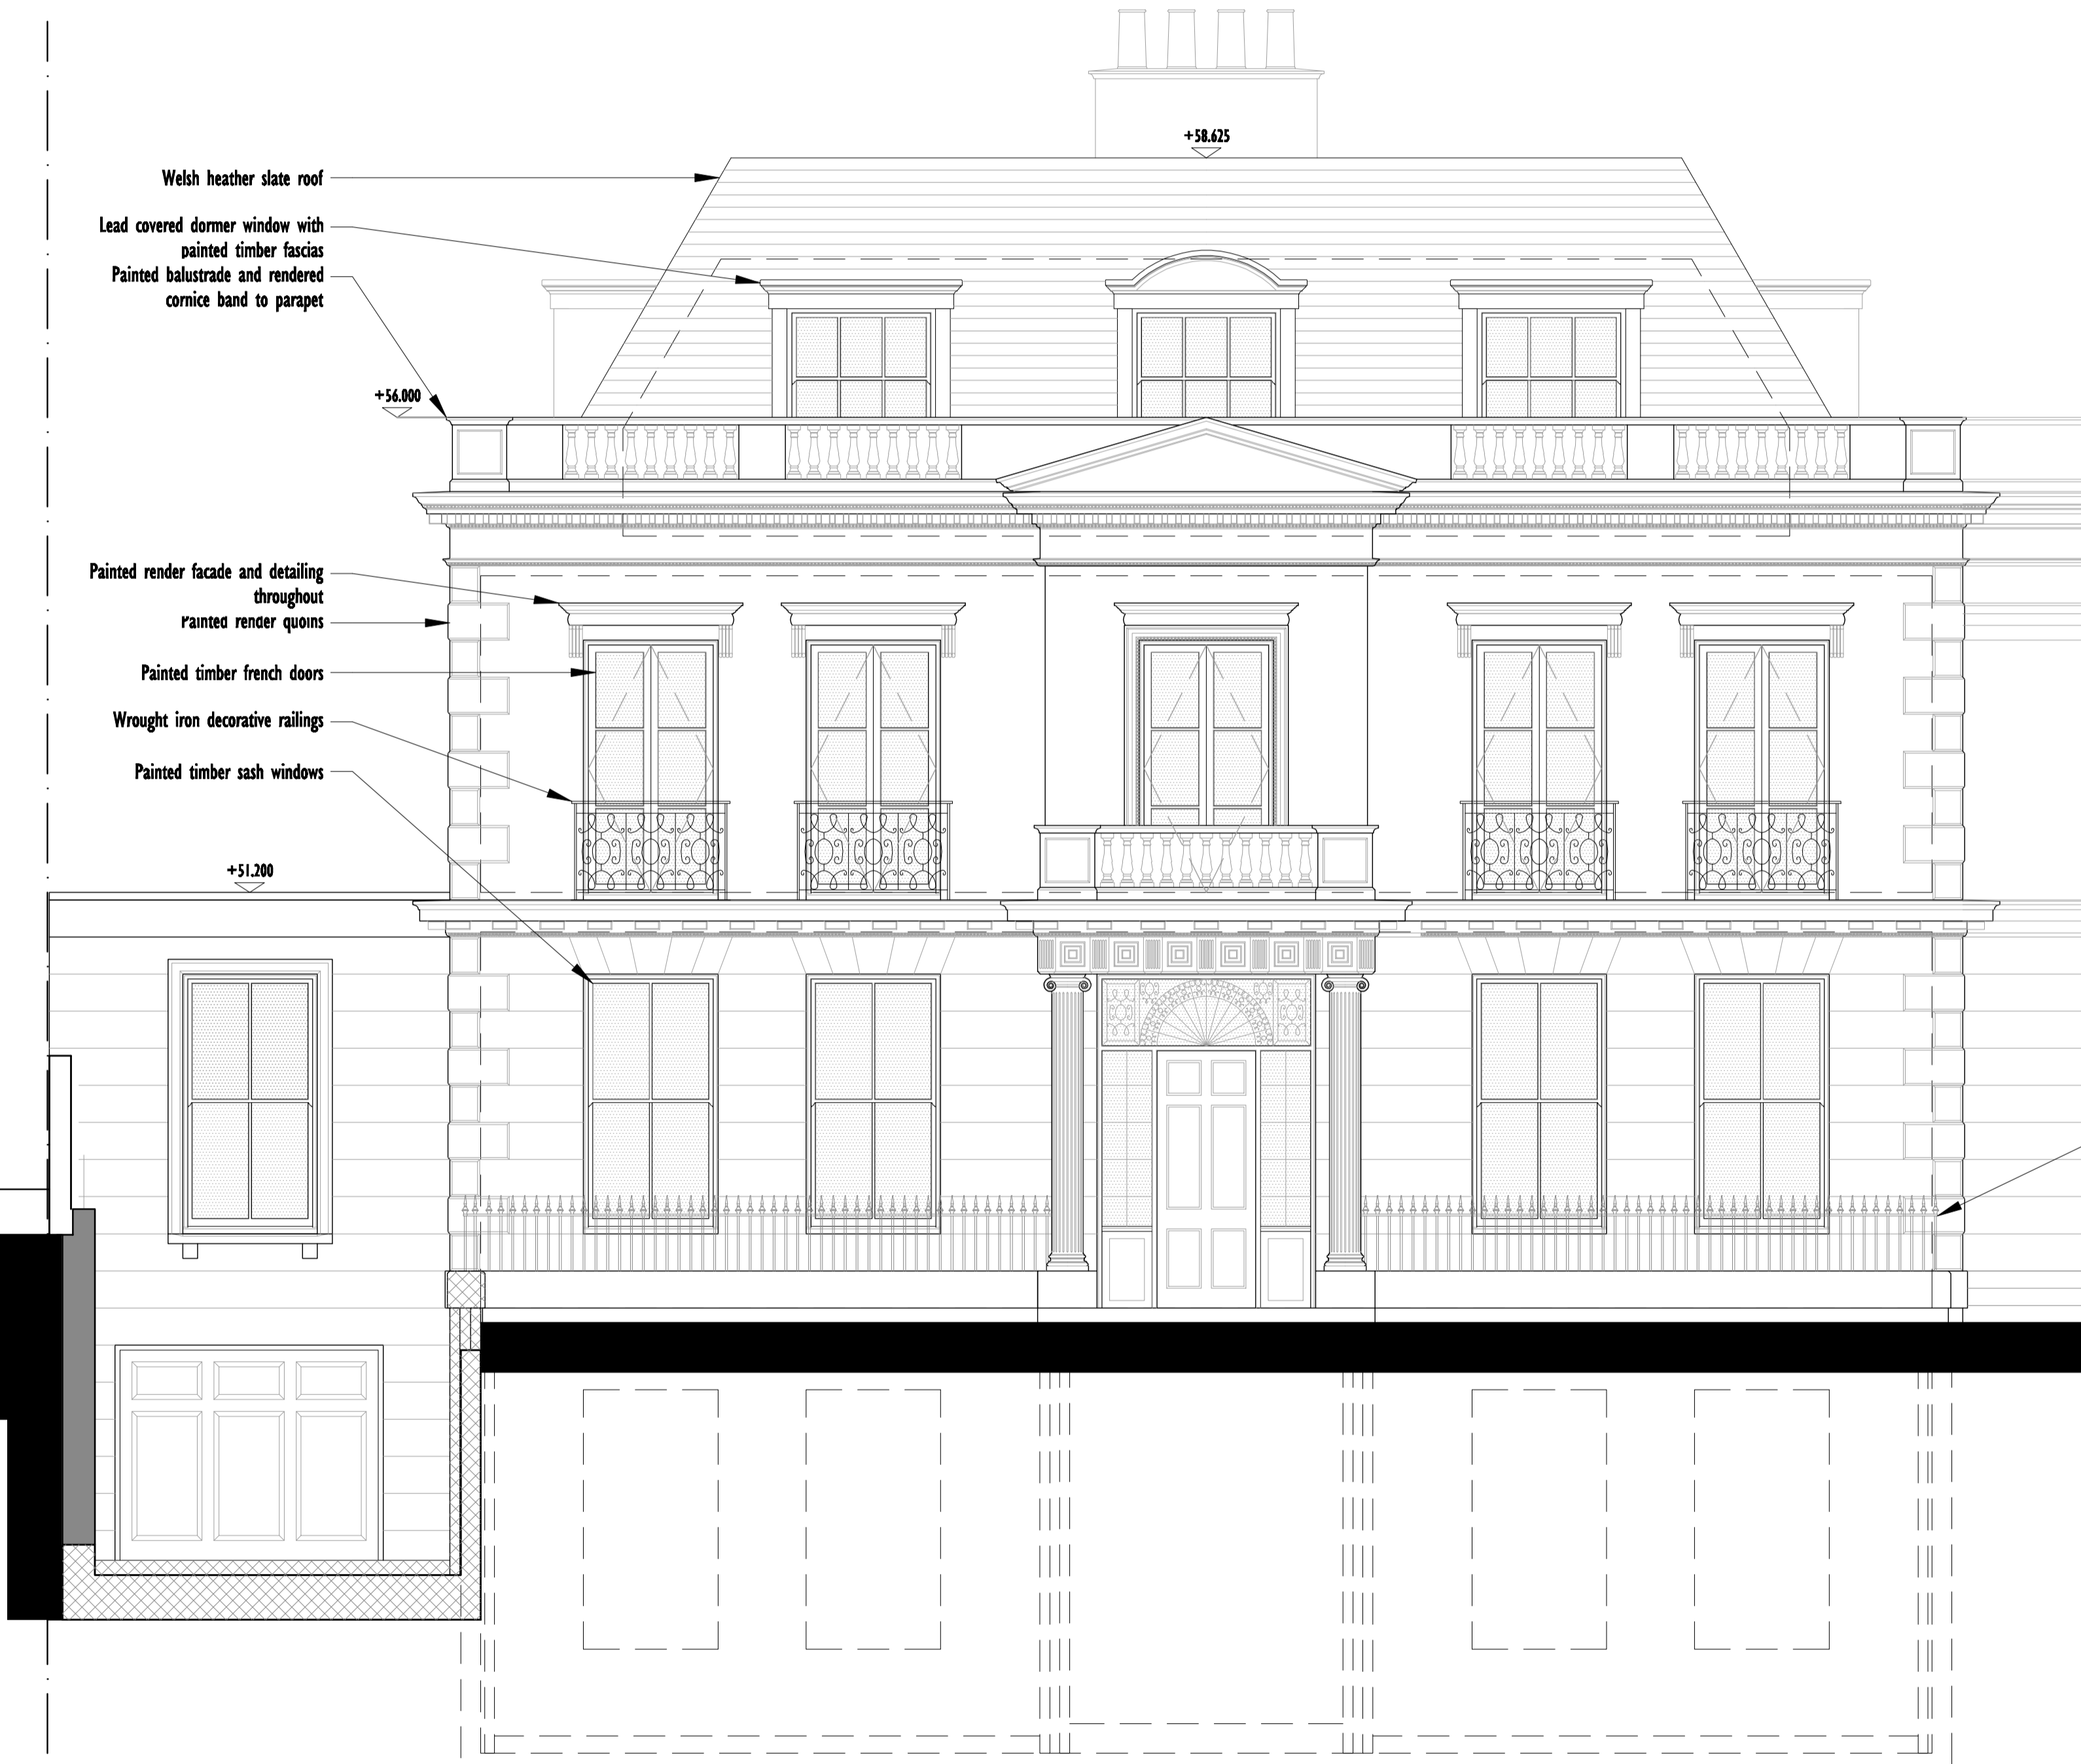 +58.625
Welsh heather slate roof
Lead covered dormer window with
painted timber fascias
Painted balustrade and rendered
cornice band to parapet
+56.000
Painted render facade and detailing
throughout
Painted render quoins
Painted timber french doors
Wrought iron decorative railings
Painted timber sash windows
+51.200